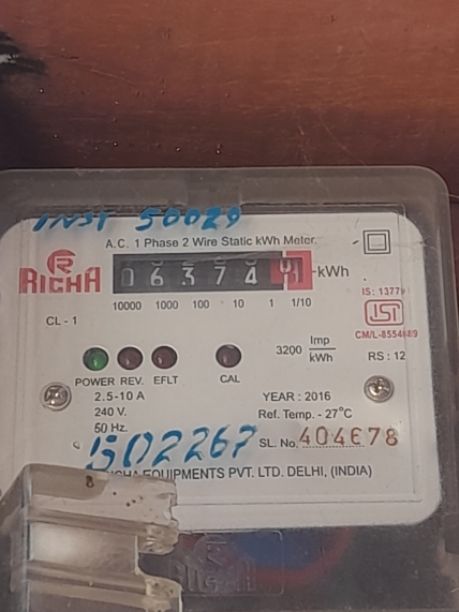 INST 50029
A.C. 1 Phase 2 Wire Static kWh Meter.
RICHA
0 6 3 7 4 kWh
10000 1000 100 10 1 1/10
IS: 13779
ISI
CL - 1
CM/L-8554689
3200 Imp/kWh
RS : 12
POWER REV. EFLT CAL
2.5-10 A
YEAR : 2016
240 V.
Ref. Temp. - 27°C
50 Hz.
502267
SL. No. 404678
RICHA EQUIPMENTS PVT. LTD. DELHI, (INDIA)